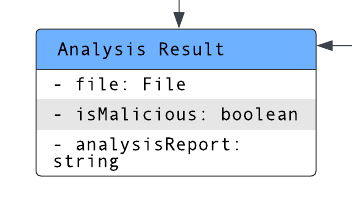 Analysis Result
- file: File
- isMalicious: boolean
- analysisReport:
string